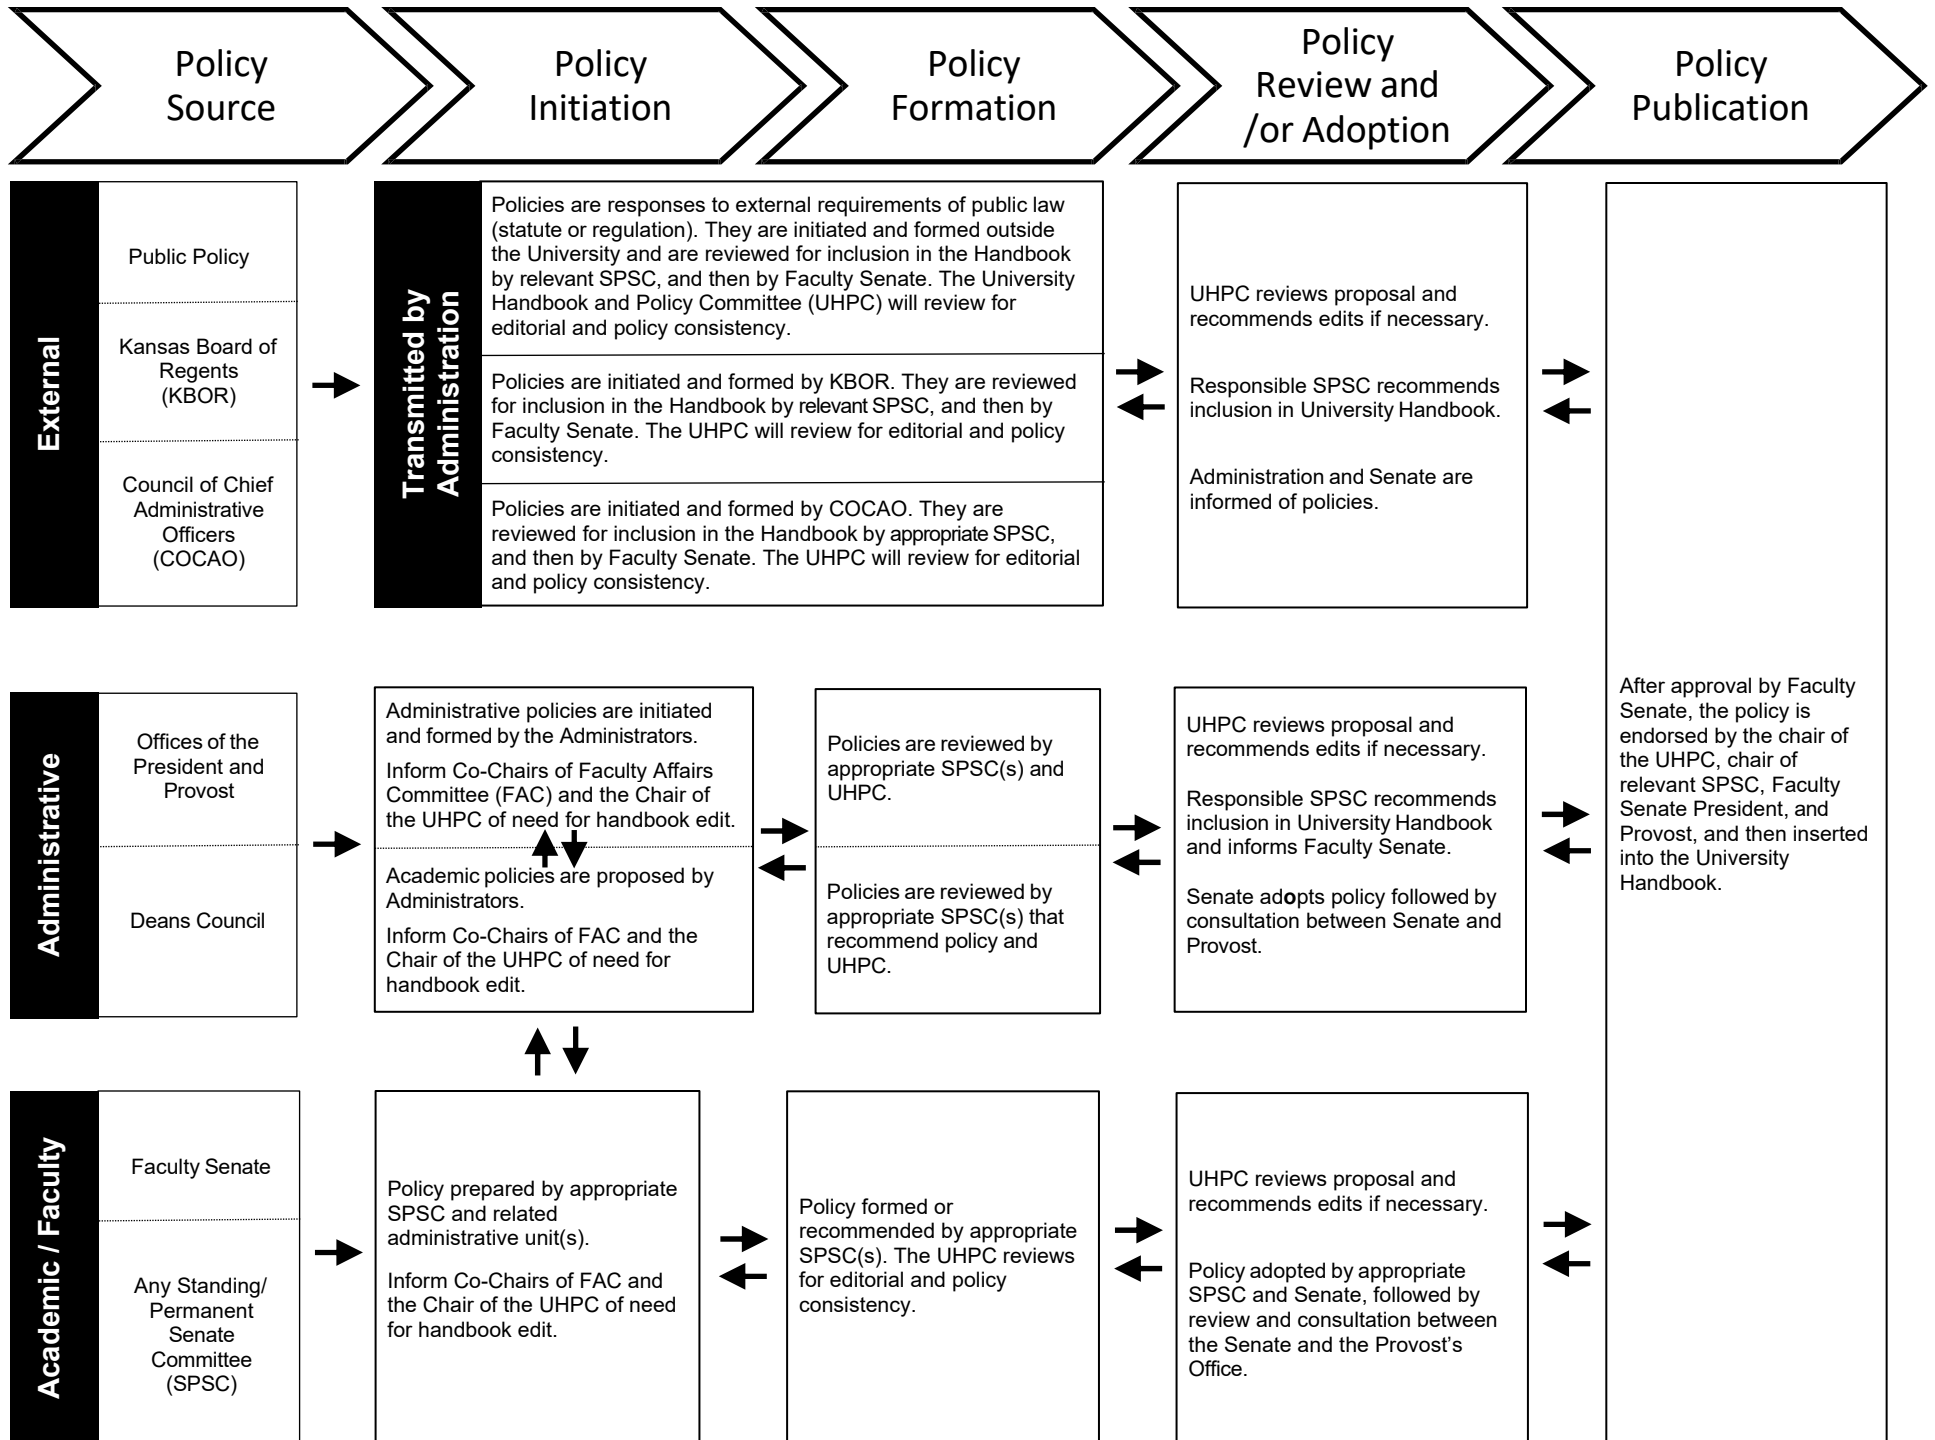 Policy
Source
Policy
Initiation
Policy
Formation
Policy
Review and
/or Adoption
Policy
Publication
External
Public Policy
Kansas Board of
Regents
(KBOR)
Council of Chief
Administrative
Officers
(COCAO)
Transmitted by
Administration
Policies are responses to external requirements of public law
(statute or regulation). They are initiated and formed outside
the University and are reviewed for inclusion in the Handbook
by relevant SPSC, and then by Faculty Senate. The University
Handbook and Policy Committee (UHPC) will review for
editorial and policy consistency.
Policies are initiated and formed by KBOR. They are reviewed
for inclusion in the Handbook by relevant SPSC, and then by
Faculty Senate. The UHPC will review for editorial and policy
consistency.
Policies are initiated and formed by COCAO. They are
reviewed for inclusion in the Handbook by appropriate SPSC,
and then by Faculty Senate. The UHPC will review for editorial
and policy consistency.
UHPC reviews proposal and
recommends edits if necessary.
Responsible SPSC recommends
inclusion in University Handbook.
Administration and Senate are
informed of policies.
Administrative
Offices of the
President and
Provost
Deans Council
Administrative policies are initiated
and formed by the Administrators.
Inform Co-Chairs of Faculty Affairs
Committee (FAC) and the Chair of
the UHPC of need for handbook edit.
Academic policies are proposed by
Administrators.
Inform Co-Chairs of FAC and the
Chair of the UHPC of need for
handbook edit.
Policies are reviewed by
appropriate SPSC(s) and
UHPC.
Policies are reviewed by
appropriate SPSC(s) that
recommend policy and
UHPC.
UHPC reviews proposal and
recommends edits if necessary.
Responsible SPSC recommends
inclusion in University Handbook
and informs Faculty Senate.
Senate adopts policy followed by
consultation between Senate and
Provost.
After approval by Faculty
Senate, the policy is
endorsed by the chair of
the UHPC, chair of
relevant SPSC, Faculty
Senate President, and
Provost, and then inserted
into the University
Handbook.
Academic / Faculty
Faculty Senate
Any Standing/
Permanent
Senate
Committee
(SPSC)
Policy prepared by appropriate
SPSC and related
administrative unit(s).
Inform Co-Chairs of FAC and
the Chair of the UHPC of need
for handbook edit.
Policy formed or
recommended by appropriate
SPSC(s). The UHPC reviews
for editorial and policy
consistency.
UHPC reviews proposal and
recommends edits if necessary.
Policy adopted by appropriate
SPSC and Senate, followed by
review and consultation between
the Senate and the Provost's
Office.